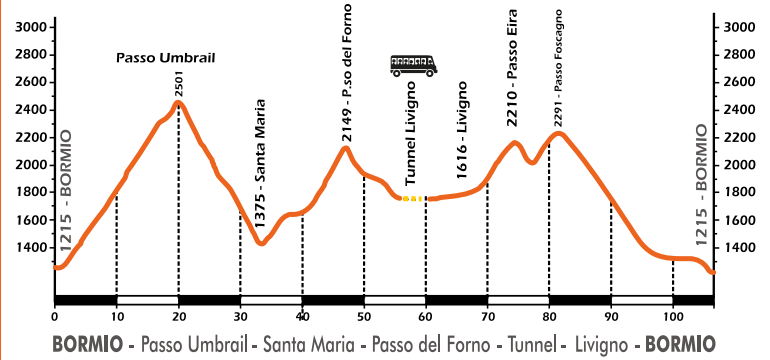 3000
2800
2600
2400
2200
2000
1800
1600
1400
1215 - BORMIO
Passo Umbrail
2501
1375 - Santa Maria
2149 - P.so del Forno
Tunnel Livigno
1616 - Livigno
2210 - Passo Eira
2291 - Passo Foscagno
1215 - BORMIO
3000
2800
2600
2400
2200
2000
1800
1600
1400
0 10 20 30 40 50 60 70 80 90 100
BORMIO - Passo Umbrail - Santa Maria - Passo del Forno - Tunnel - Livigno - BORMIO